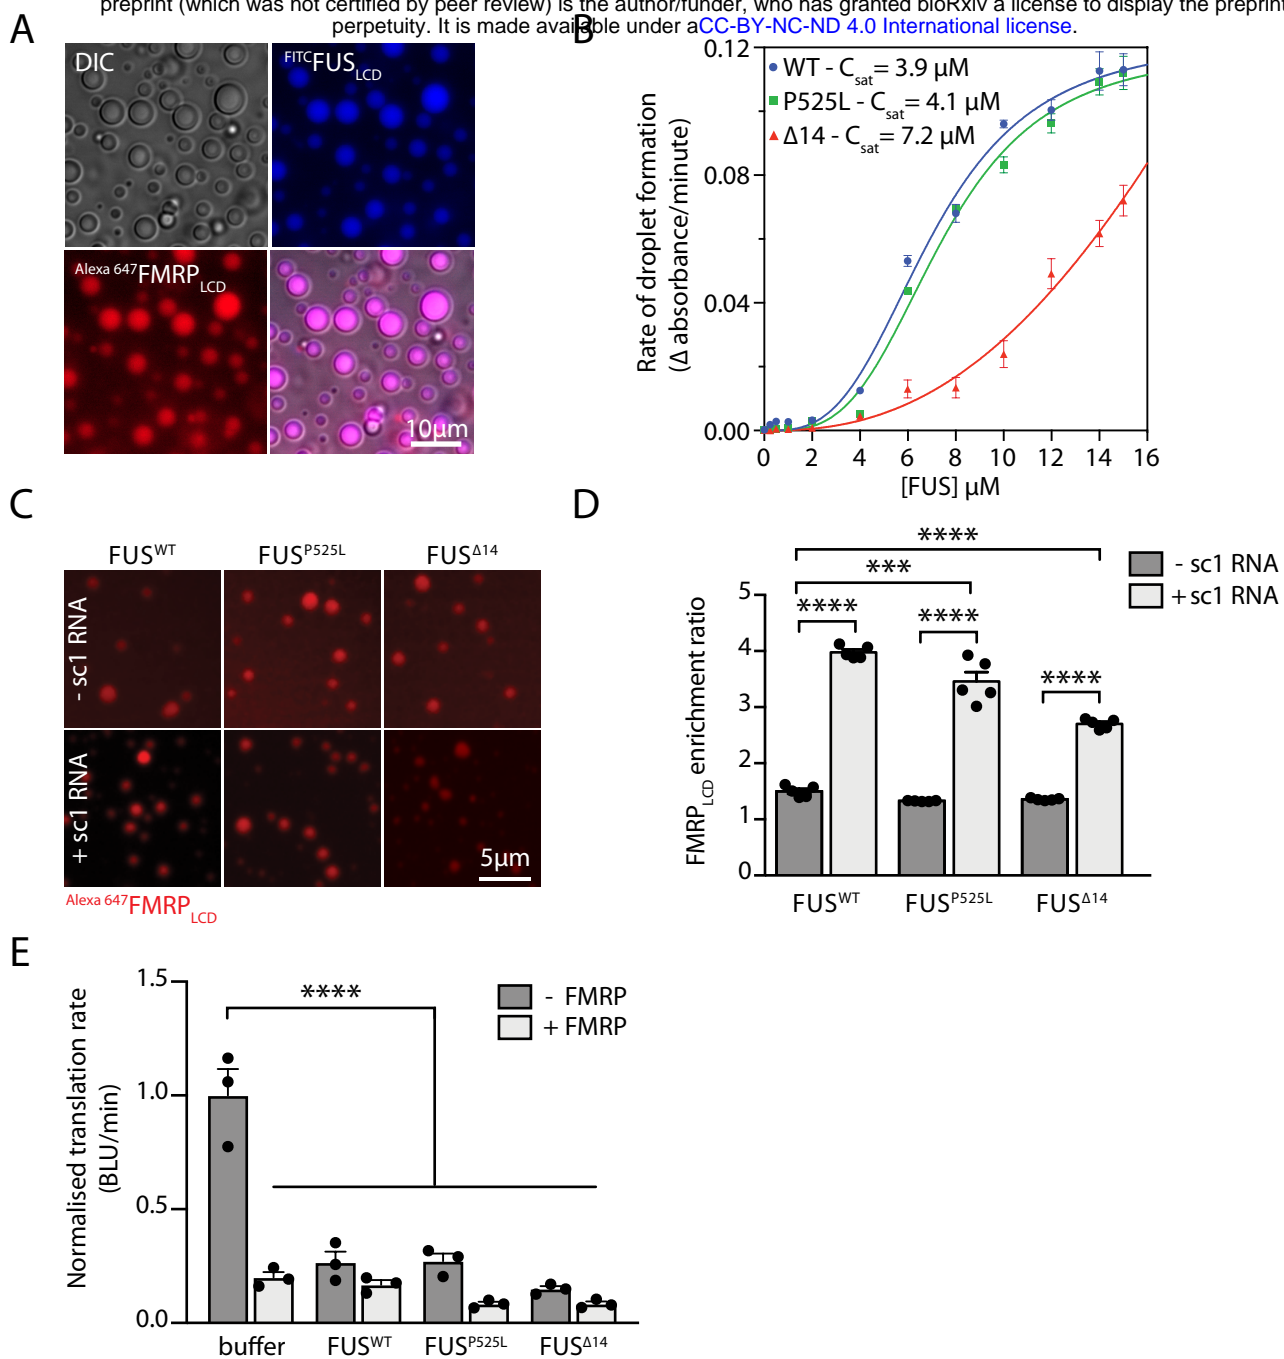 preprint (which was not certified by peer review) is the author/funder, who has granted bioRxiv a license to display the preprint
perpetuity. It is made available under aCC-BY-NC-ND 4.0 International license.
A
DIC
FITCFUSLCD
Alexa 647FMRPLCD
10µm
B
WT - Csat= 3.9 µM
P525L - Csat= 4.1 µM
Δ14 - Csat= 7.2 µM
Rate of droplet formation
(Δ absorbance/minute)
0.12
0.08
0.04
0.00
0 2 4 6 8 10 12 14 16
[FUS] µM
C
FUSWT FUSP525L FUSΔ14
- sc1 RNA
+ sc1 RNA
5µm
Alexa 647FMRPLCD
D
****
***
**** **** ****
- sc1 RNA
+ sc1 RNA
FMRPLCD enrichment ratio
5
4
3
2
1
0
FUSWT FUSP525L FUSΔ14
E
****
- FMRP
+ FMRP
Normalised translation rate
(BLU/min)
1.5
1.0
0.5
0.0
buffer FUSWT FUSP525L FUSΔ14